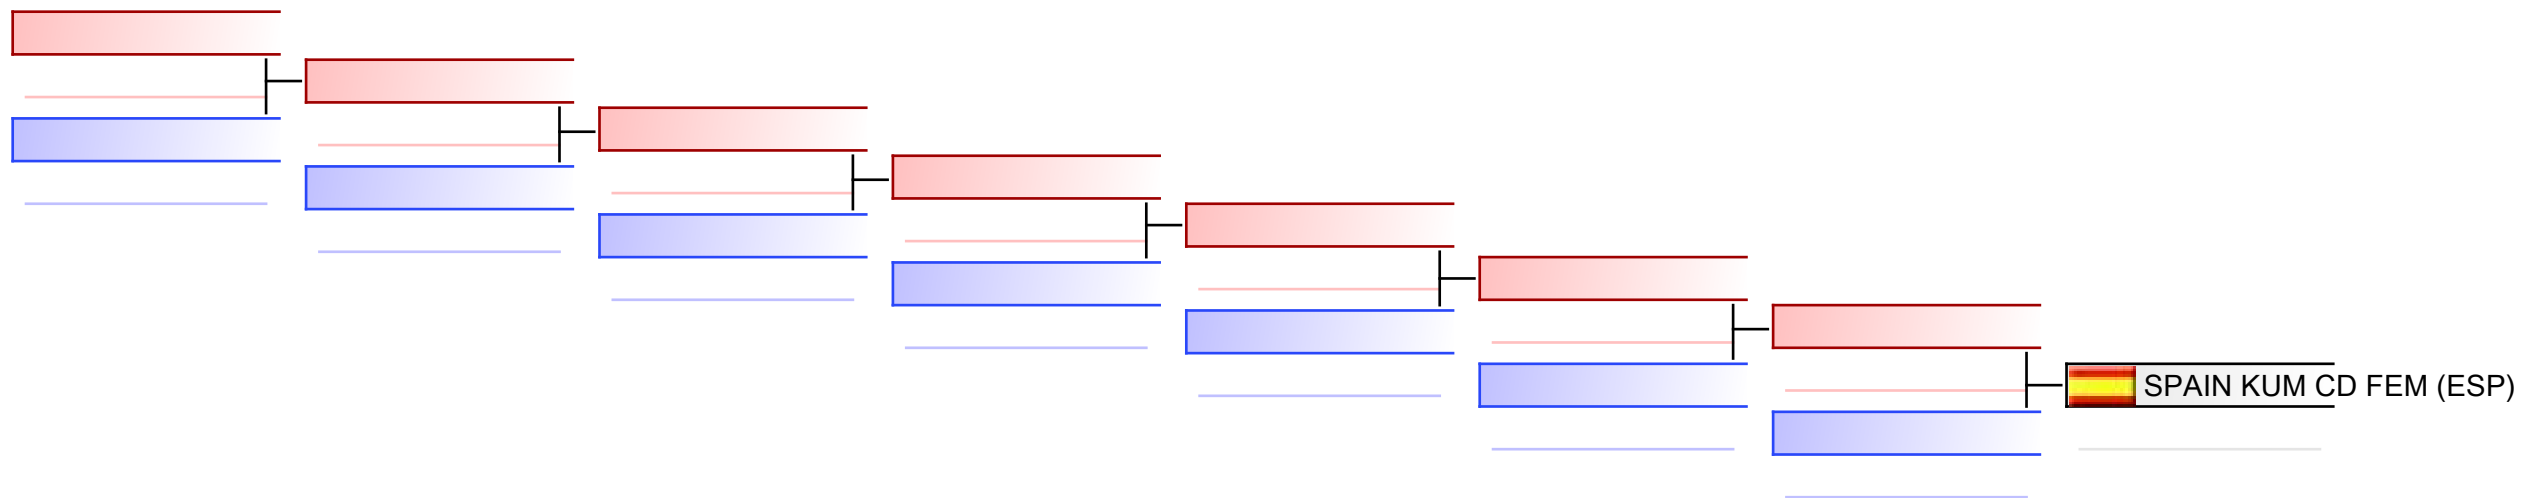 SPAIN KUM CD FEM (ESP)